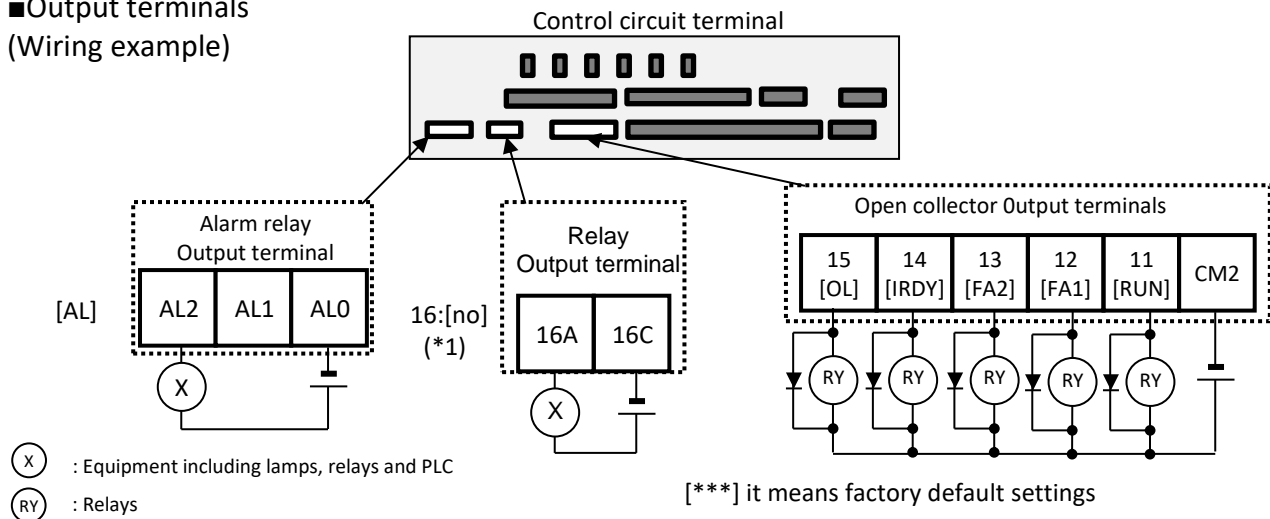 ■Output terminals
(Wiring example)
Control circuit terminal
Alarm relay
Output terminal
[AL]
AL2 AL1 AL0
X
Relay
Output terminal
16:[no]
(*1)
16A 16C
X
Open collector 0utput terminals
15 14 13 12 11 CM2
[OL] [IRDY] [FA2] [FA1] [RUN]
RY RY RY RY RY
X : Equipment including lamps, relays and PLC
RY : Relays
[***] it means factory default settings